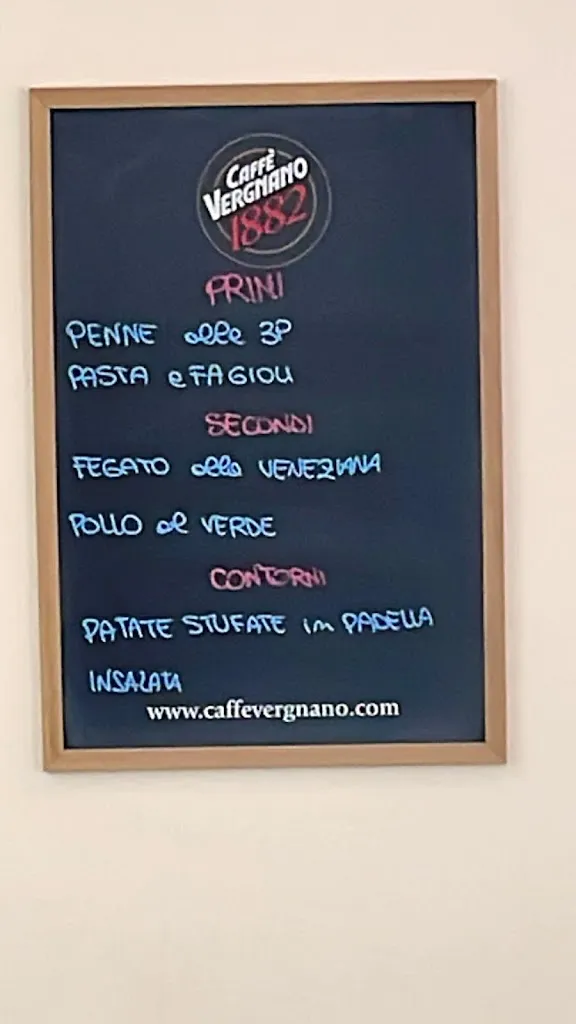 CAFFÈ
VERGNANO
1882
PRIMI
PENNE alle 3P
PASTA e FAGIOLI
SECONDI
FEGATO alla VENEZIANA
POLLO al VERDE
CONTORNI
PATATE STUFATE in PADELLA
INSALATA
www.caffevergnano.com